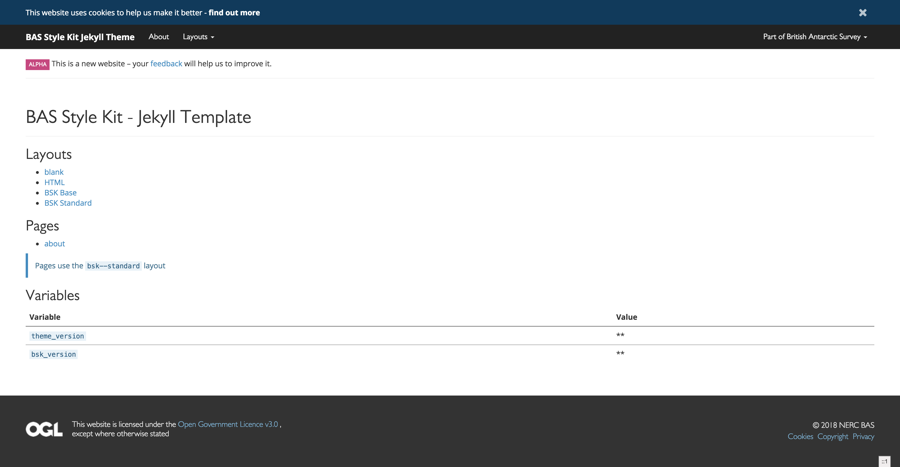 This website uses cookies to help us make it better - find out more ✖
BAS Style Kit Jekyll Theme About Layouts Part of British Antarctic Survey
ALPHA This is a new website – your feedback will help us to improve it.
BAS Style Kit - Jekyll Template
Layouts
blank
HTML
BSK Base
BSK Standard
Pages
about
Pages use the bsk--standard layout
Variables
Variable Value
theme_version **
bsk_version **
OGL This website is licensed under the Open Government Licence v3.0 ,
except where otherwise stated
© 2018 NERC BAS
Cookies Copyright Privacy
::1